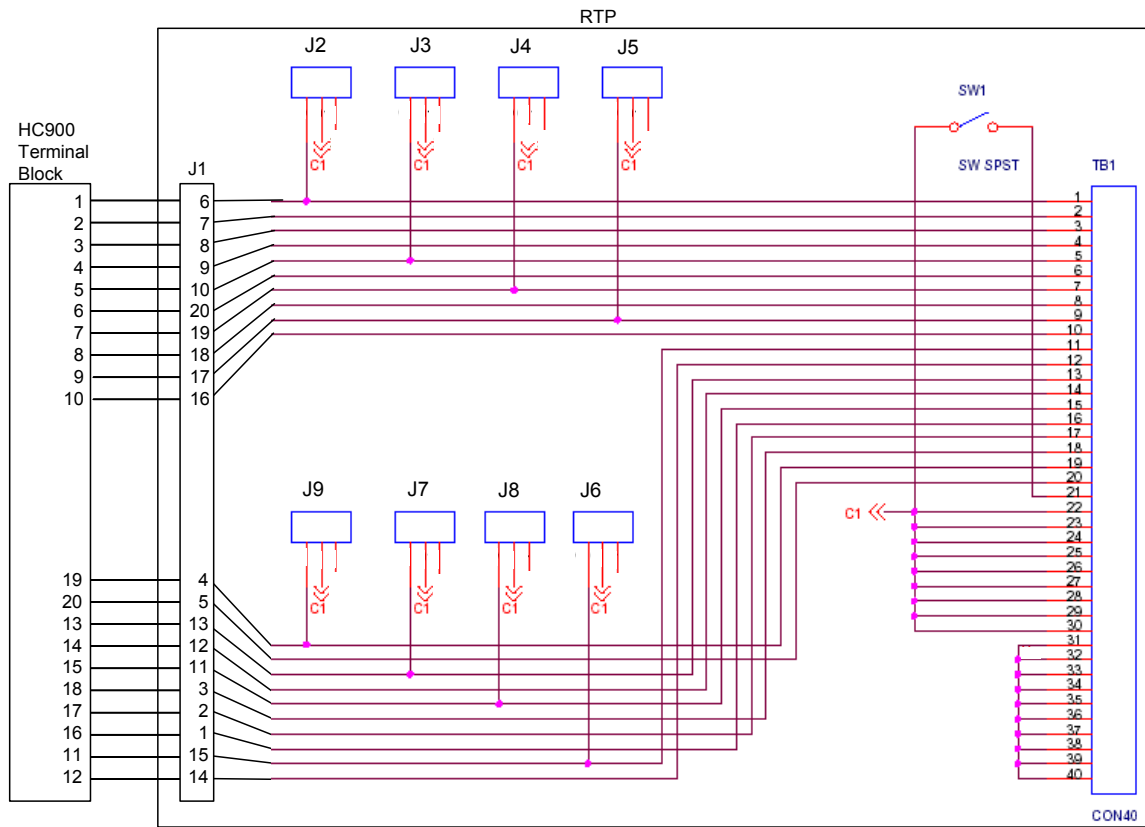 RTP
J2 J3 J4 J5
C1 C1 C1 C1
SW1
SW SPST
HC900
Terminal
Block
J1
TB1
1 6 1
2 7 2
3 8 3
4 9 4
5 10 5
6 20 6
7 19 7
8 18 8
9 17 9
10 16 10
11
12
13
14
15
16
17
18
19
20
21
C1 22
23
24
25
26
27
28
29
30
31
32
33
34
35
36
37
38
39
40
J9 J7 J8 J6
C1 C1 C1 C1
19 4
20 5
13 13
14 12
15 11
18 3
17 2
16 1
11 15
12 14
CON40